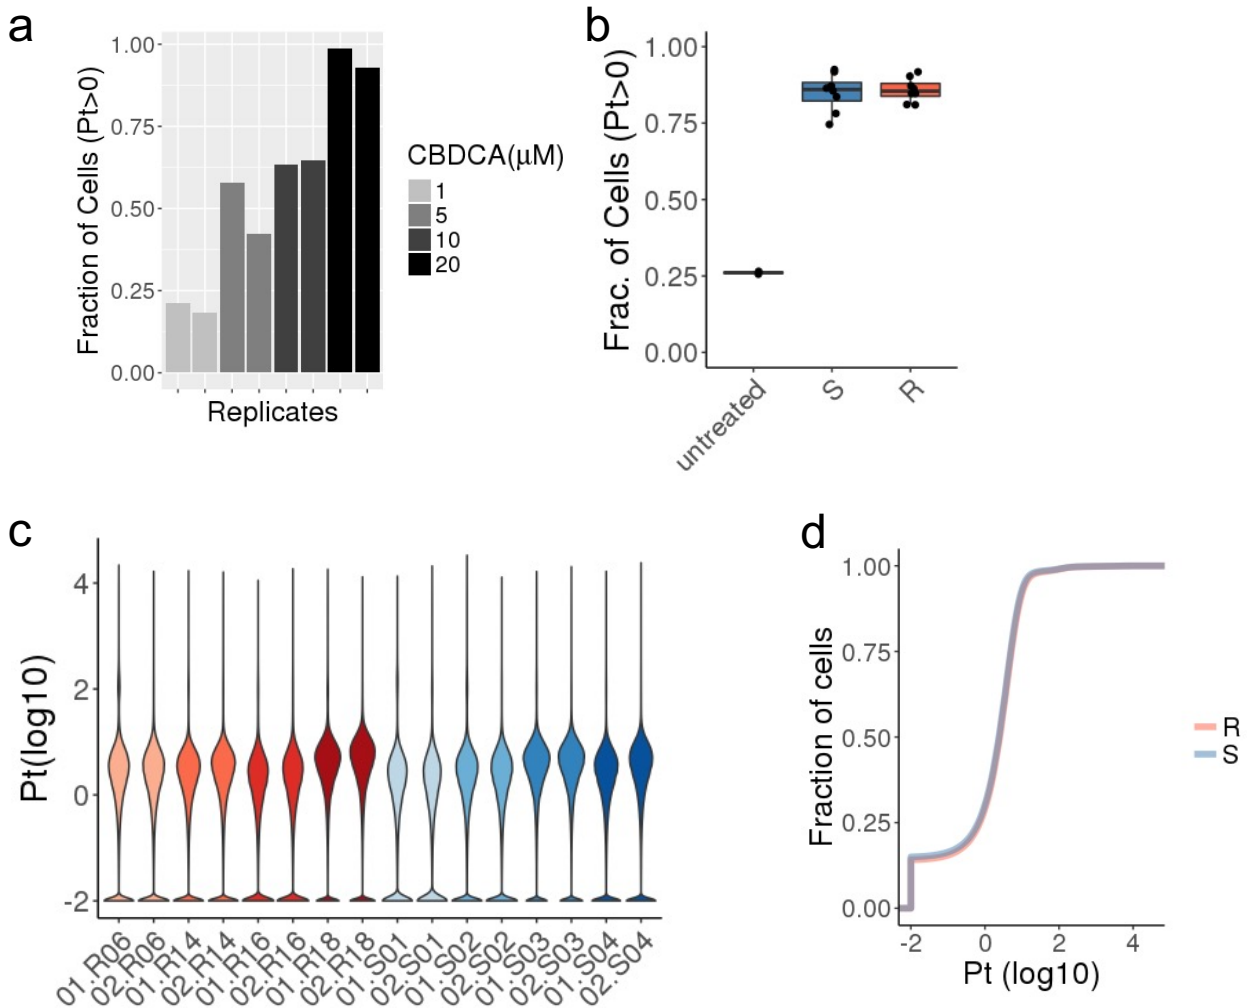 a
Fraction of Cells (Pt>0)
1.00
0.75
0.50
0.25
0.00
Replicates
CBDCA(μM)
1
5
10
20
b
Frac. of Cells (Pt>0)
1.00
0.75
0.50
0.25
0.00
untreated
S
R
c
Pt(log10)
4
2
0
-2
01.R06
02.R06
01.R14
02.R14
01.R16
02.R16
01.R18
02.R18
01.S01
02.S01
01.S02
02.S02
01.S03
02.S03
01.S04
02.S04
d
Fraction of cells
1.00
0.75
0.50
0.25
0.00
-2
0
2
4
Pt (log10)
R
S